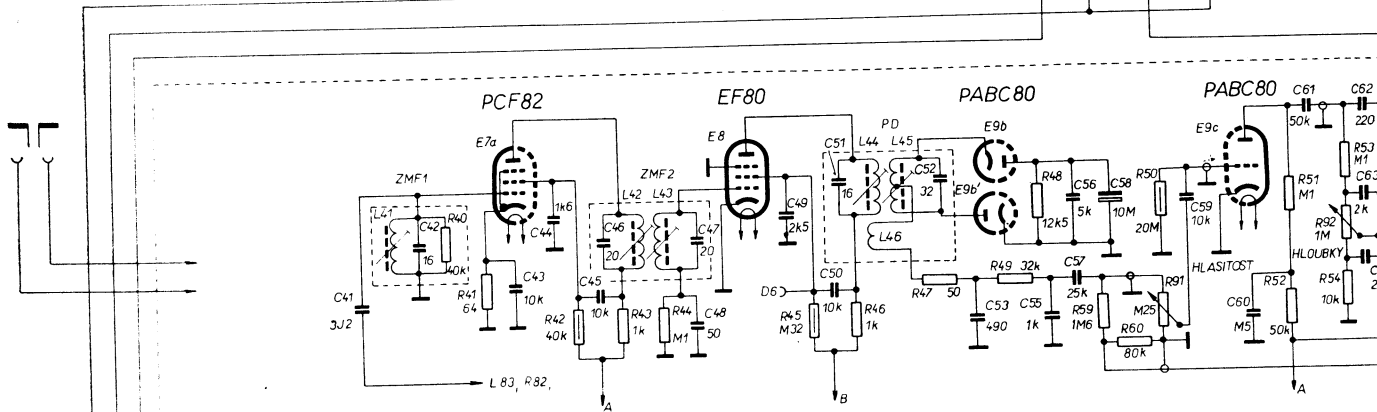 PCF82
EF80
PABC80
PABC80
E7a
E8
PD
E9b
E9b'
E9c
C61
50k
C62
220
ZMF1
L41
C42
16
R40
40k
C41
3J2
L83, R82,
R41
64
C43
10k
C44
1k6
ZMF2
L42
L43
C46
20
C47
20
C45
10k
R42
40k
R43
1k
R44
M1
C48
50
A
C49
2k5
D6
C50
10k
R45
M32
R46
1k
B
C51
16
L44
L45
C52
32
L46
R47
50
C53
490
R49
32k
C55
1k
C57
25k
R48
12k5
C56
5k
C58
10M
R59
1M6
R60
80k
R91
M25
R50
20M
C59
10k
HLASITOST
R51
M1
R52
50k
C60
M5
A
R53
M1
C63
2k
R92
1M
HLOUBKY
R54
10k
C
2